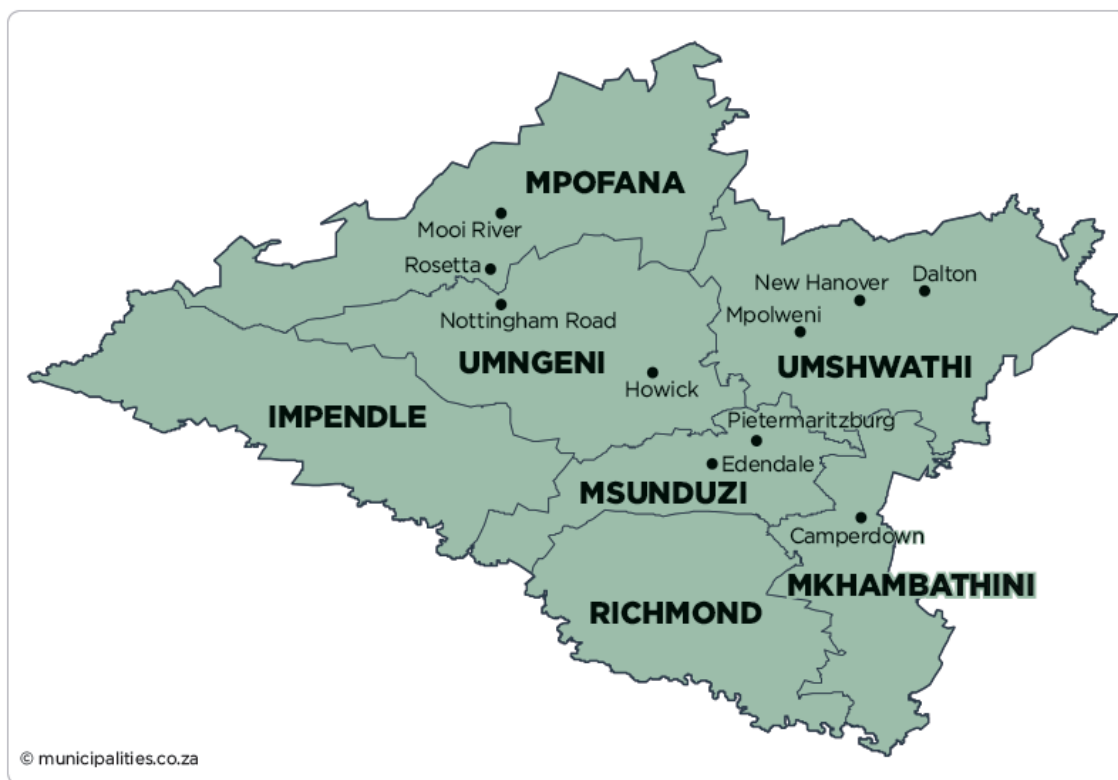 MPOFANA
Mooi River
Rosetta
New Hanover
Dalton
Nottingham Road
Mpolweni
UMNGENI
UMSHWATHI
Howick
IMPENDLE
Pietermaritzburg
Edendale
MSUNDUZI
Camperdown
MKHAMBATHINI
RICHMOND
© municipalities.co.za